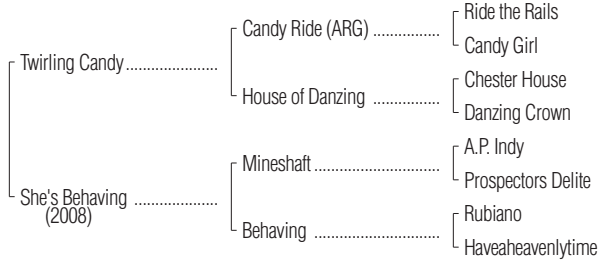 Twirling Candy
She's Behaving
(2008)
Candy Ride (ARG)
House of Danzing
Mineshaft
Behaving
Ride the Rails
Candy Girl
Chester House
Danzing Crown
A.P. Indy
Prospectors Delite
Rubiano
Haveaheavenlytime